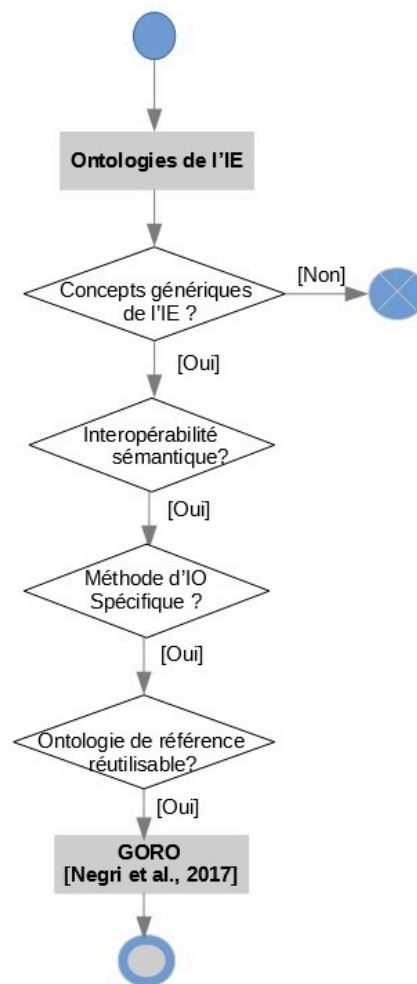 Ontologies de l'IE
Concepts génériques
de l'IE ?
[Non]
[Oui]
Interopérabilité
sémantique?
[Oui]
Méthode d'IO
Spécifique ?
[Oui]
Ontologie de référence
réutilisable?
[Oui]
GORO
[Negri et al., 2017]